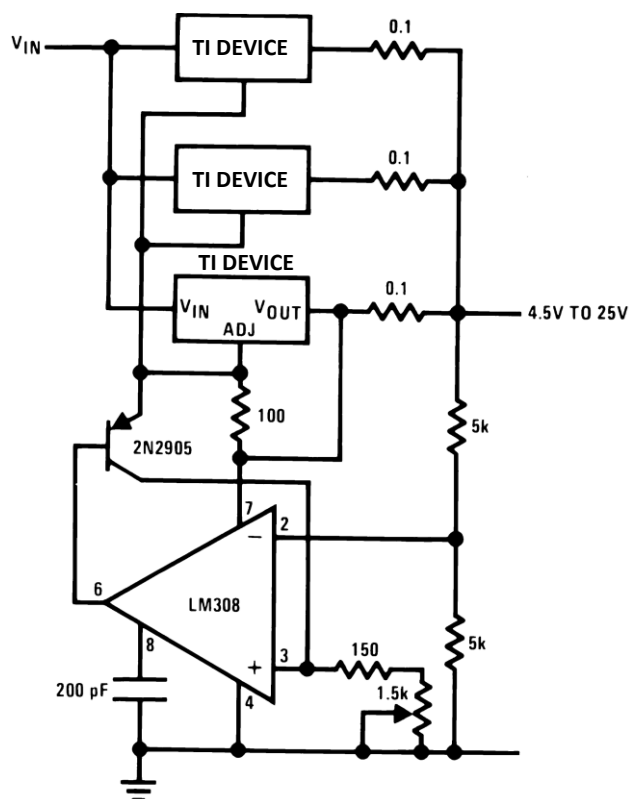 0.1
V_IN
TI DEVICE
0.1
TI DEVICE
TI DEVICE
0.1
V_IN
V_OUT
ADJ
4.5V TO 25V
100
5k
2N2905
7
2
−
6
LM308
8
+
3
150
5k
200 pF
4
1.5k